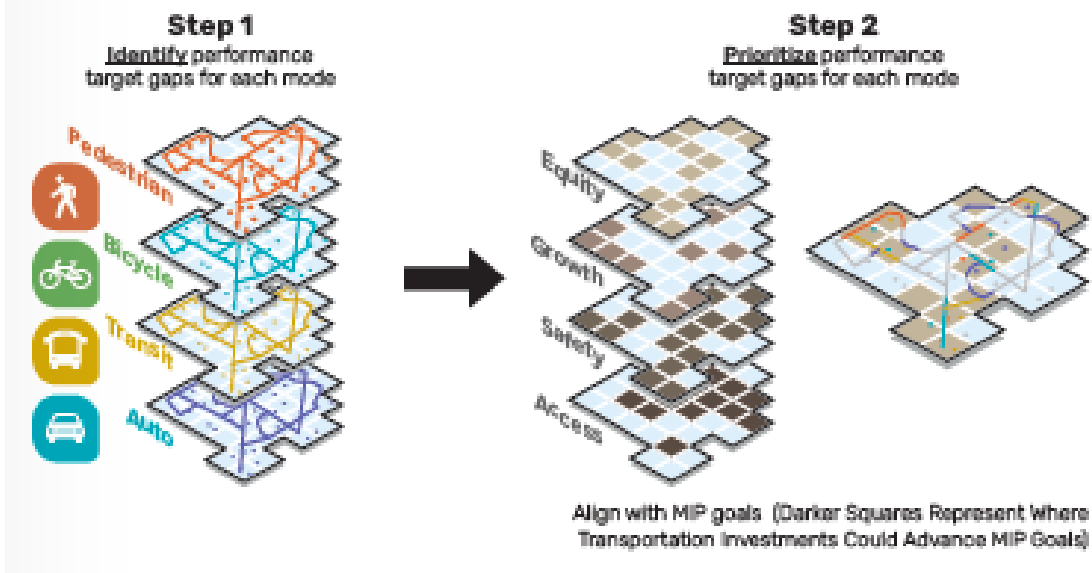 Step 1
Identify performance
target gaps for each mode
Pedestrian
Bicycle
Transit
Auto
Step 2
Prioritize performance
target gaps for each mode
Equity
Growth
Safety
Access
Align with MIP goals (Darker Squares Represent Where
Transportation Investments Could Advance MIP Goals)